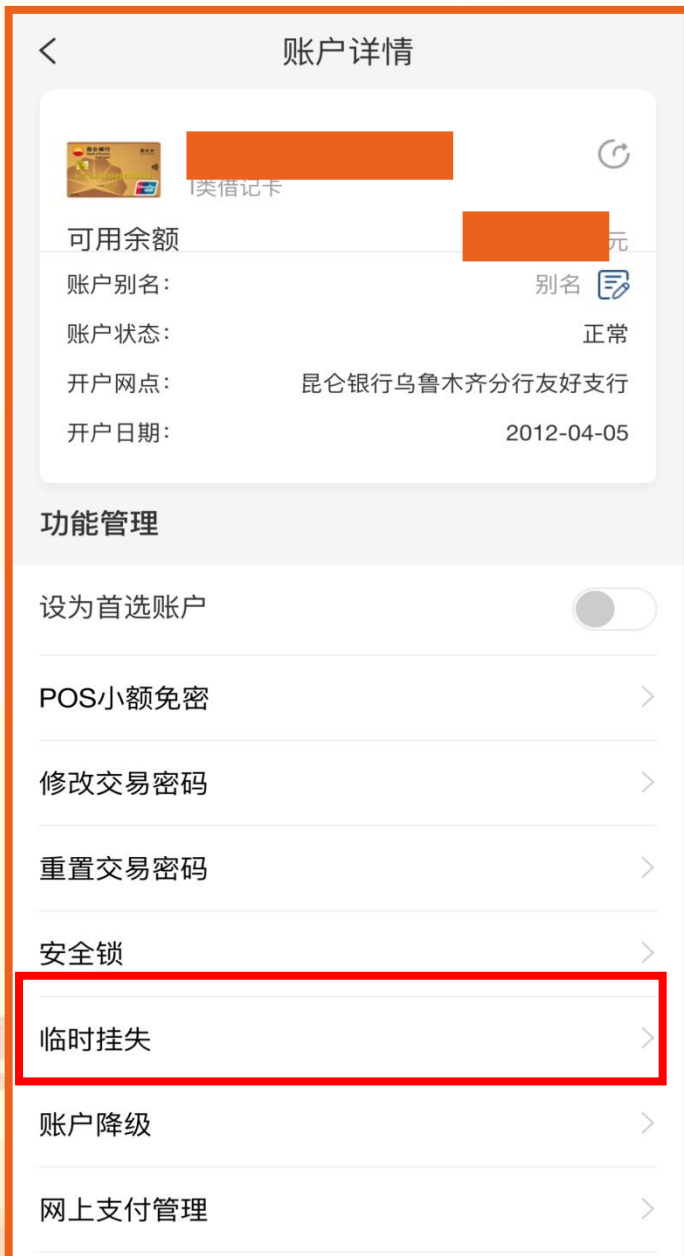 账户详情
昆仑银行
I类借记卡
可用余额
元
账户别名：
别名
账户状态：
正常
开户网点：
昆仑银行乌鲁木齐分行友好支行
开户日期：
2012-04-05
功能管理
设为首选账户
POS小额免密
修改交易密码
重置交易密码
安全锁
临时挂失
账户降级
网上支付管理